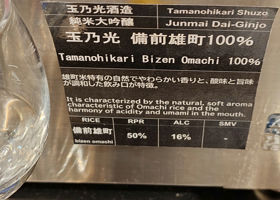 玉乃光酒造 Tamanohikari Shuzo
純米大吟醸 Junmai Dai-Ginjo
玉乃光 備前雄町100%
Tamanohikari Bizen Omachi 100%
雄町米特有の自然でやわらかい香りと、酸味と旨味
が調和した飲み口が特徴。
It is characterized by the natural, soft aroma
characteristic of Omachi rice and the
harmony of acidity and umami in the mouth.
RICE RPR ALC SMV
備前雄町 50% 16% -
bizen omachi